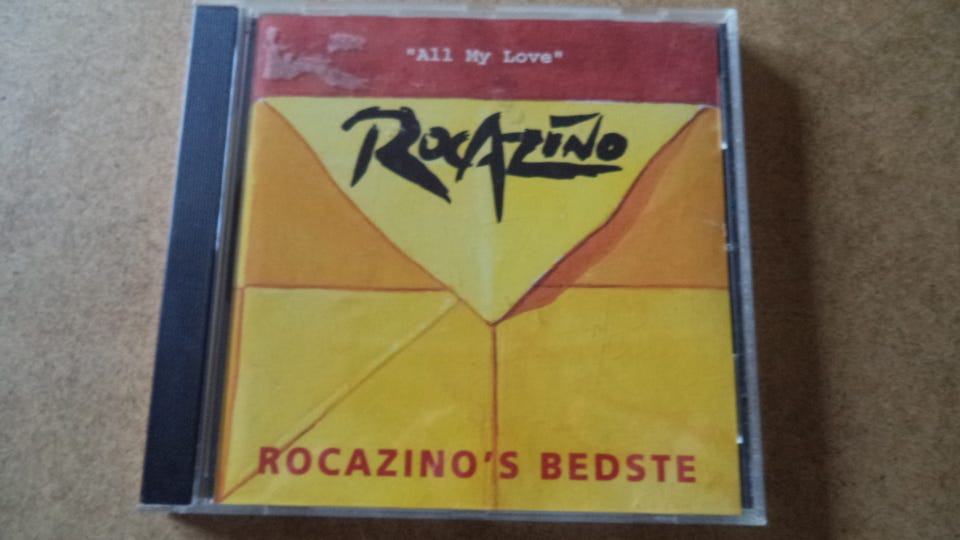 "All My Love"
ROCAZINO
ROCAZINO'S BEDSTE